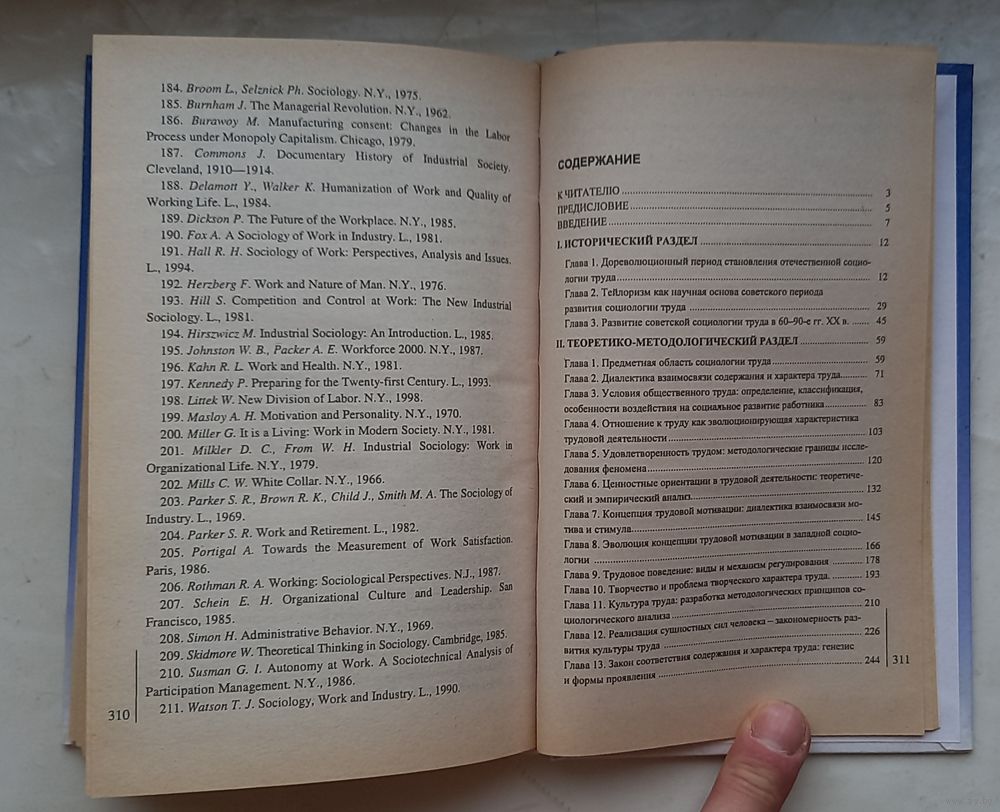 184. Broom L., Selznick Ph. Sociology. N.Y., 1975.
185. Burnham J. The Managerial Revolution. N.Y., 1962.
186. Burawoy M. Manufacturing consent: Changes in the Labor
Process under Monopoly Capitalism. Chicago, 1979.
187. Commons J. Documentary History of Industrial Society.
Cleveland, 1910—1914.
188. Delamott Y., Walker K. Humanization of Work and Quality of
Working Life. L., 1984.
189. Dickson P. The Future of the Workplace. N.Y., 1985.
190. Fox A. A Sociology of Work in Industry. L., 1981.
191. Hall R. H. Sociology of Work: Perspectives, Analysis and Issues.
L., 1994.
192. Herzberg F. Work and Nature of Man. N.Y., 1976.
193. Hill S. Competition and Control at Work: The New Industrial
Sociology. L., 1981.
194. Hirszwicz M. Industrial Sociology: An Introduction. L., 1985.
195. Johnston W. B., Packer A. E. Workforce 2000. N.Y., 1987.
196. Kahn R. L. Work and Health. N.Y., 1981.
197. Kennedy P. Preparing for the Twenty-first Century. L., 1993.
198. Littek W. New Division of Labor. N.Y., 1998.
199. Masloy A. H. Motivation and Personality. N.Y., 1970.
200. Miller G. It is a Living: Work in Modern Society. N.Y., 1981.
201. Milkler D. C., From W. H. Industrial Sociology: Work in
Organizational Life. N.Y., 1979.
202. Mills C. W. White Collar. N.Y., 1966.
203. Parker S. R., Brown R. K., Child J., Smith M. A. The Sociology of
Industry. L., 1969.
204. Parker S. R. Work and Retirement. L., 1982.
205. Portigal A. Towards the Measurement of Work Satisfaction.
Paris, 1986.
206. Rothman R. A. Working: Sociological Perspectives. N.J., 1987.
207. Schein E. H. Organizational Culture and Leadership. San
Francisco, 1985.
208. Simon H. Administrative Behavior. N.Y., 1969.
209. Skidmore W. Theoretical Thinking in Sociology. Cambridge, 1985.
210. Susman G. I. Autonomy at Work. A Sociotechnical Analysis of
Participation Management. N.Y., 1986.
211. Watson T. J. Sociology, Work and Industry. L., 1990.
310
СОДЕРЖАНИЕ
К ЧИТАТЕЛЮ 3
ПРЕДИСЛОВИЕ 5
ВВЕДЕНИЕ 7
I. ИСТОРИЧЕСКИЙ РАЗДЕЛ 12
Глава 1. Дореволюционный период становления отечественной социо-
логии труда 12
Глава 2. Тейлоризм как научная основа советского периода
развития социологии труда 29
Глава 3. Развитие советской социологии труда в 60–90-е гг. XX в. 45
II. ТЕОРЕТИКО-МЕТОДОЛОГИЧЕСКИЙ РАЗДЕЛ 59
Глава 1. Предметная область социологии труда 59
Глава 2. Диалектика взаимосвязи содержания и характера труда 71
Глава 3. Условия общественного труда: определение, классификация,
особенности воздействия на социальное развитие работника 83
Глава 4. Отношение к труду как эволюционирующая характеристика
трудовой деятельности 103
Глава 5. Удовлетворенность трудом: методологические границы иссле-
дования феномена 120
Глава 6. Ценностные ориентации в трудовой деятельности: теоретиче-
ский и эмпирический анализ 132
Глава 7. Концепция трудовой мотивации: диалектика взаимосвязи мо-
тива и стимула 145
Глава 8. Эволюция концепции трудовой мотивации в западной социо-
логии 166
Глава 9. Трудовое поведение: виды и механизм регулирования 178
Глава 10. Творчество и проблема творческого характера труда. 193
Глава 11. Культура труда: разработка методологических принципов со-
циологического анализа 210
Глава 12. Реализация сущностных сил человека – закономерность раз-
вития культуры труда 226
Глава 13. Закон соответствия содержания и характера труда: генезис
и формы проявления 244
311